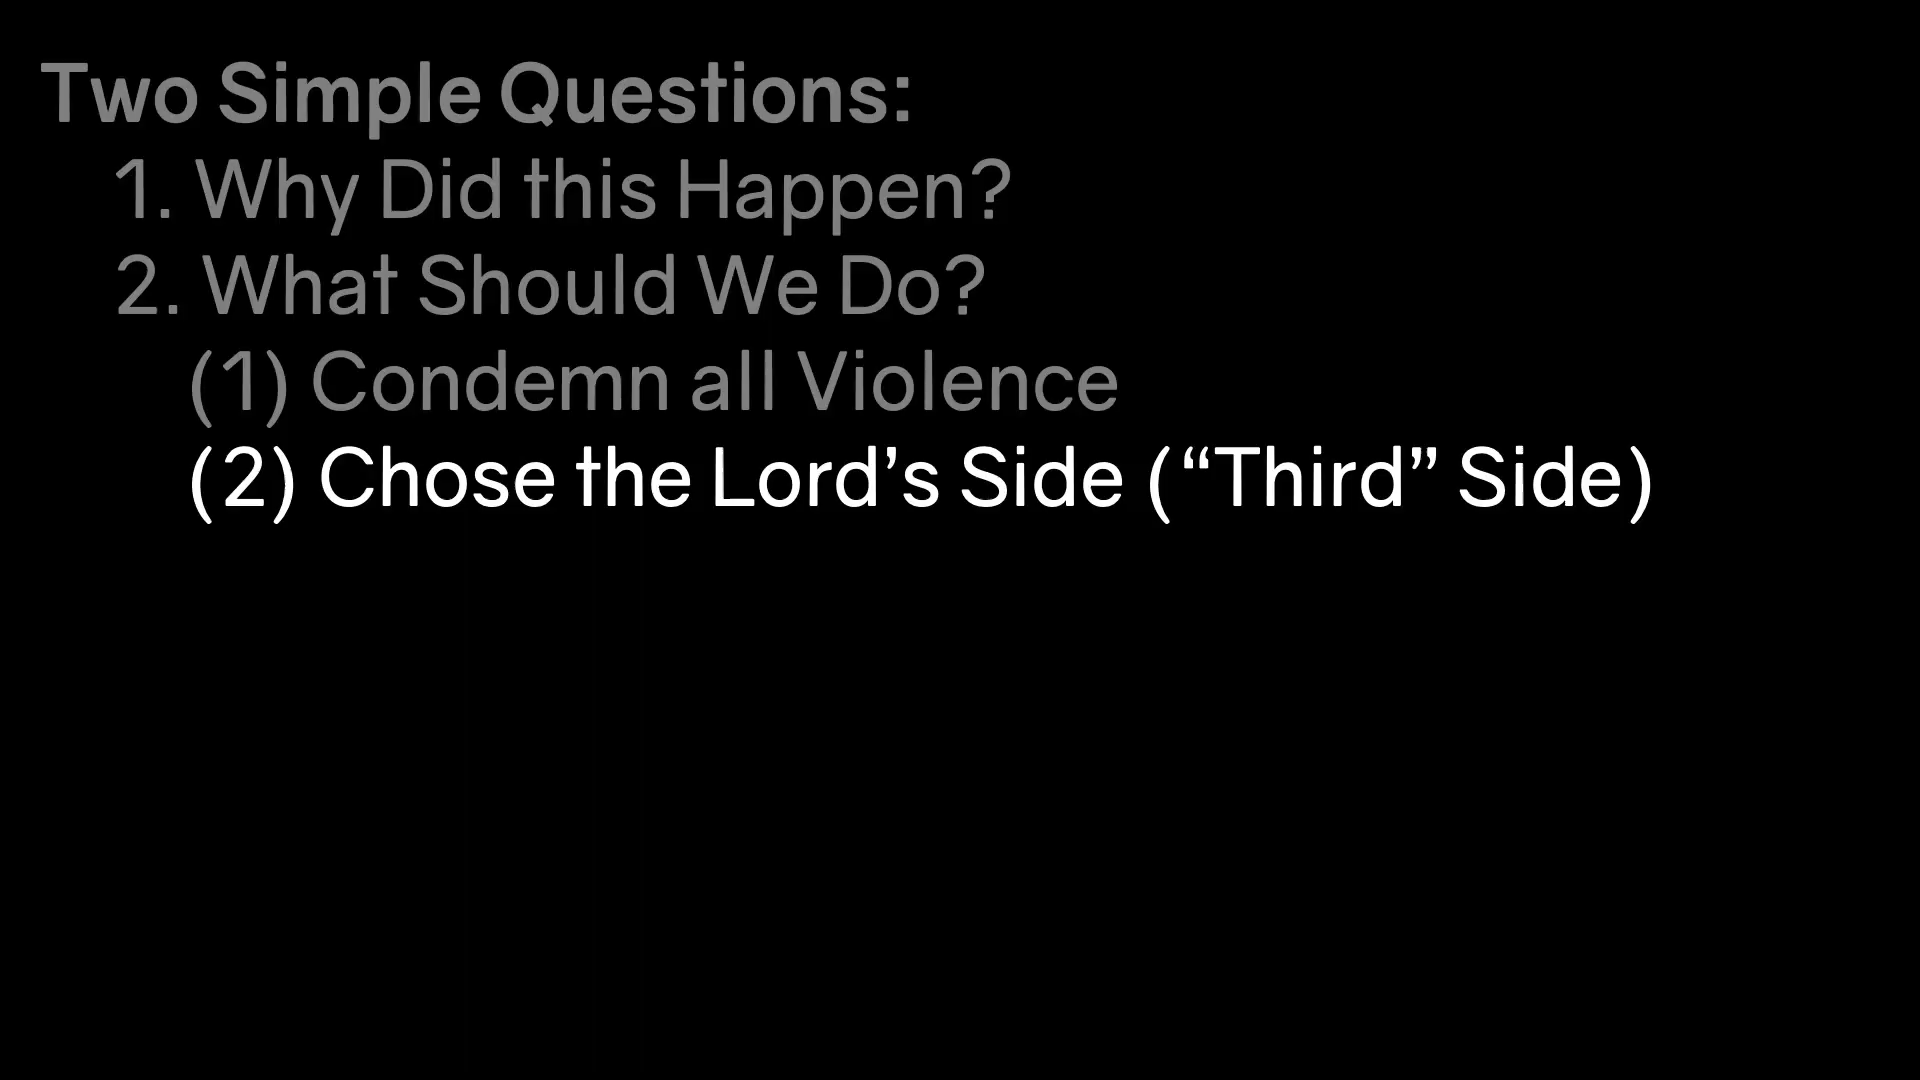 Two Simple Questions:
1. Why Did this Happen?
2. What Should We Do?
(1) Condemn all Violence
(2) Chose the Lord’s Side (“Third” Side)